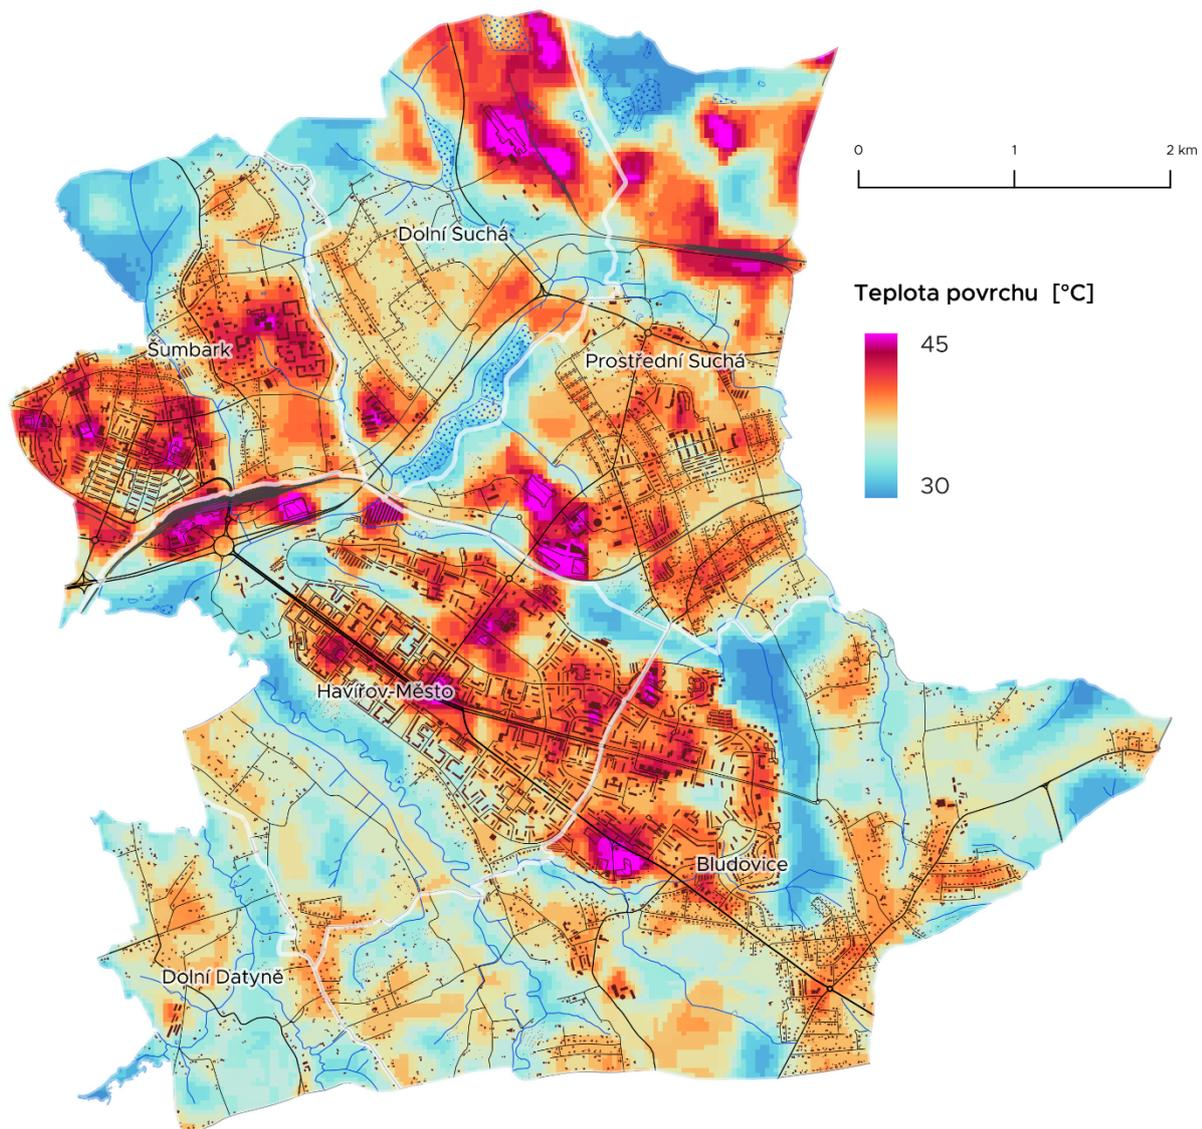 0 1 2 km
Dolní Suchá
Teplota povrchu [°C]
45
Šumbark
Prostřední Suchá
30
Havířov-Město
Bludovice
Dolní Datyně